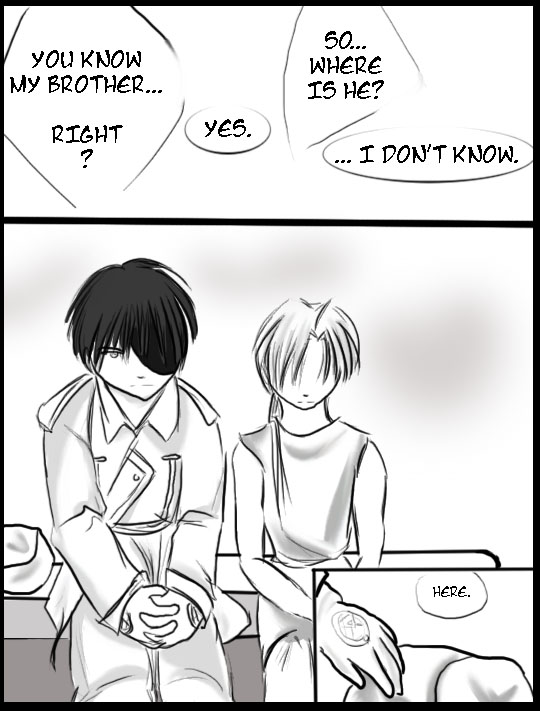 YOU KNOW
MY BROTHER...
RIGHT
?
YES.
SO...
WHERE
IS HE?
... I DON'T KNOW.
HERE.